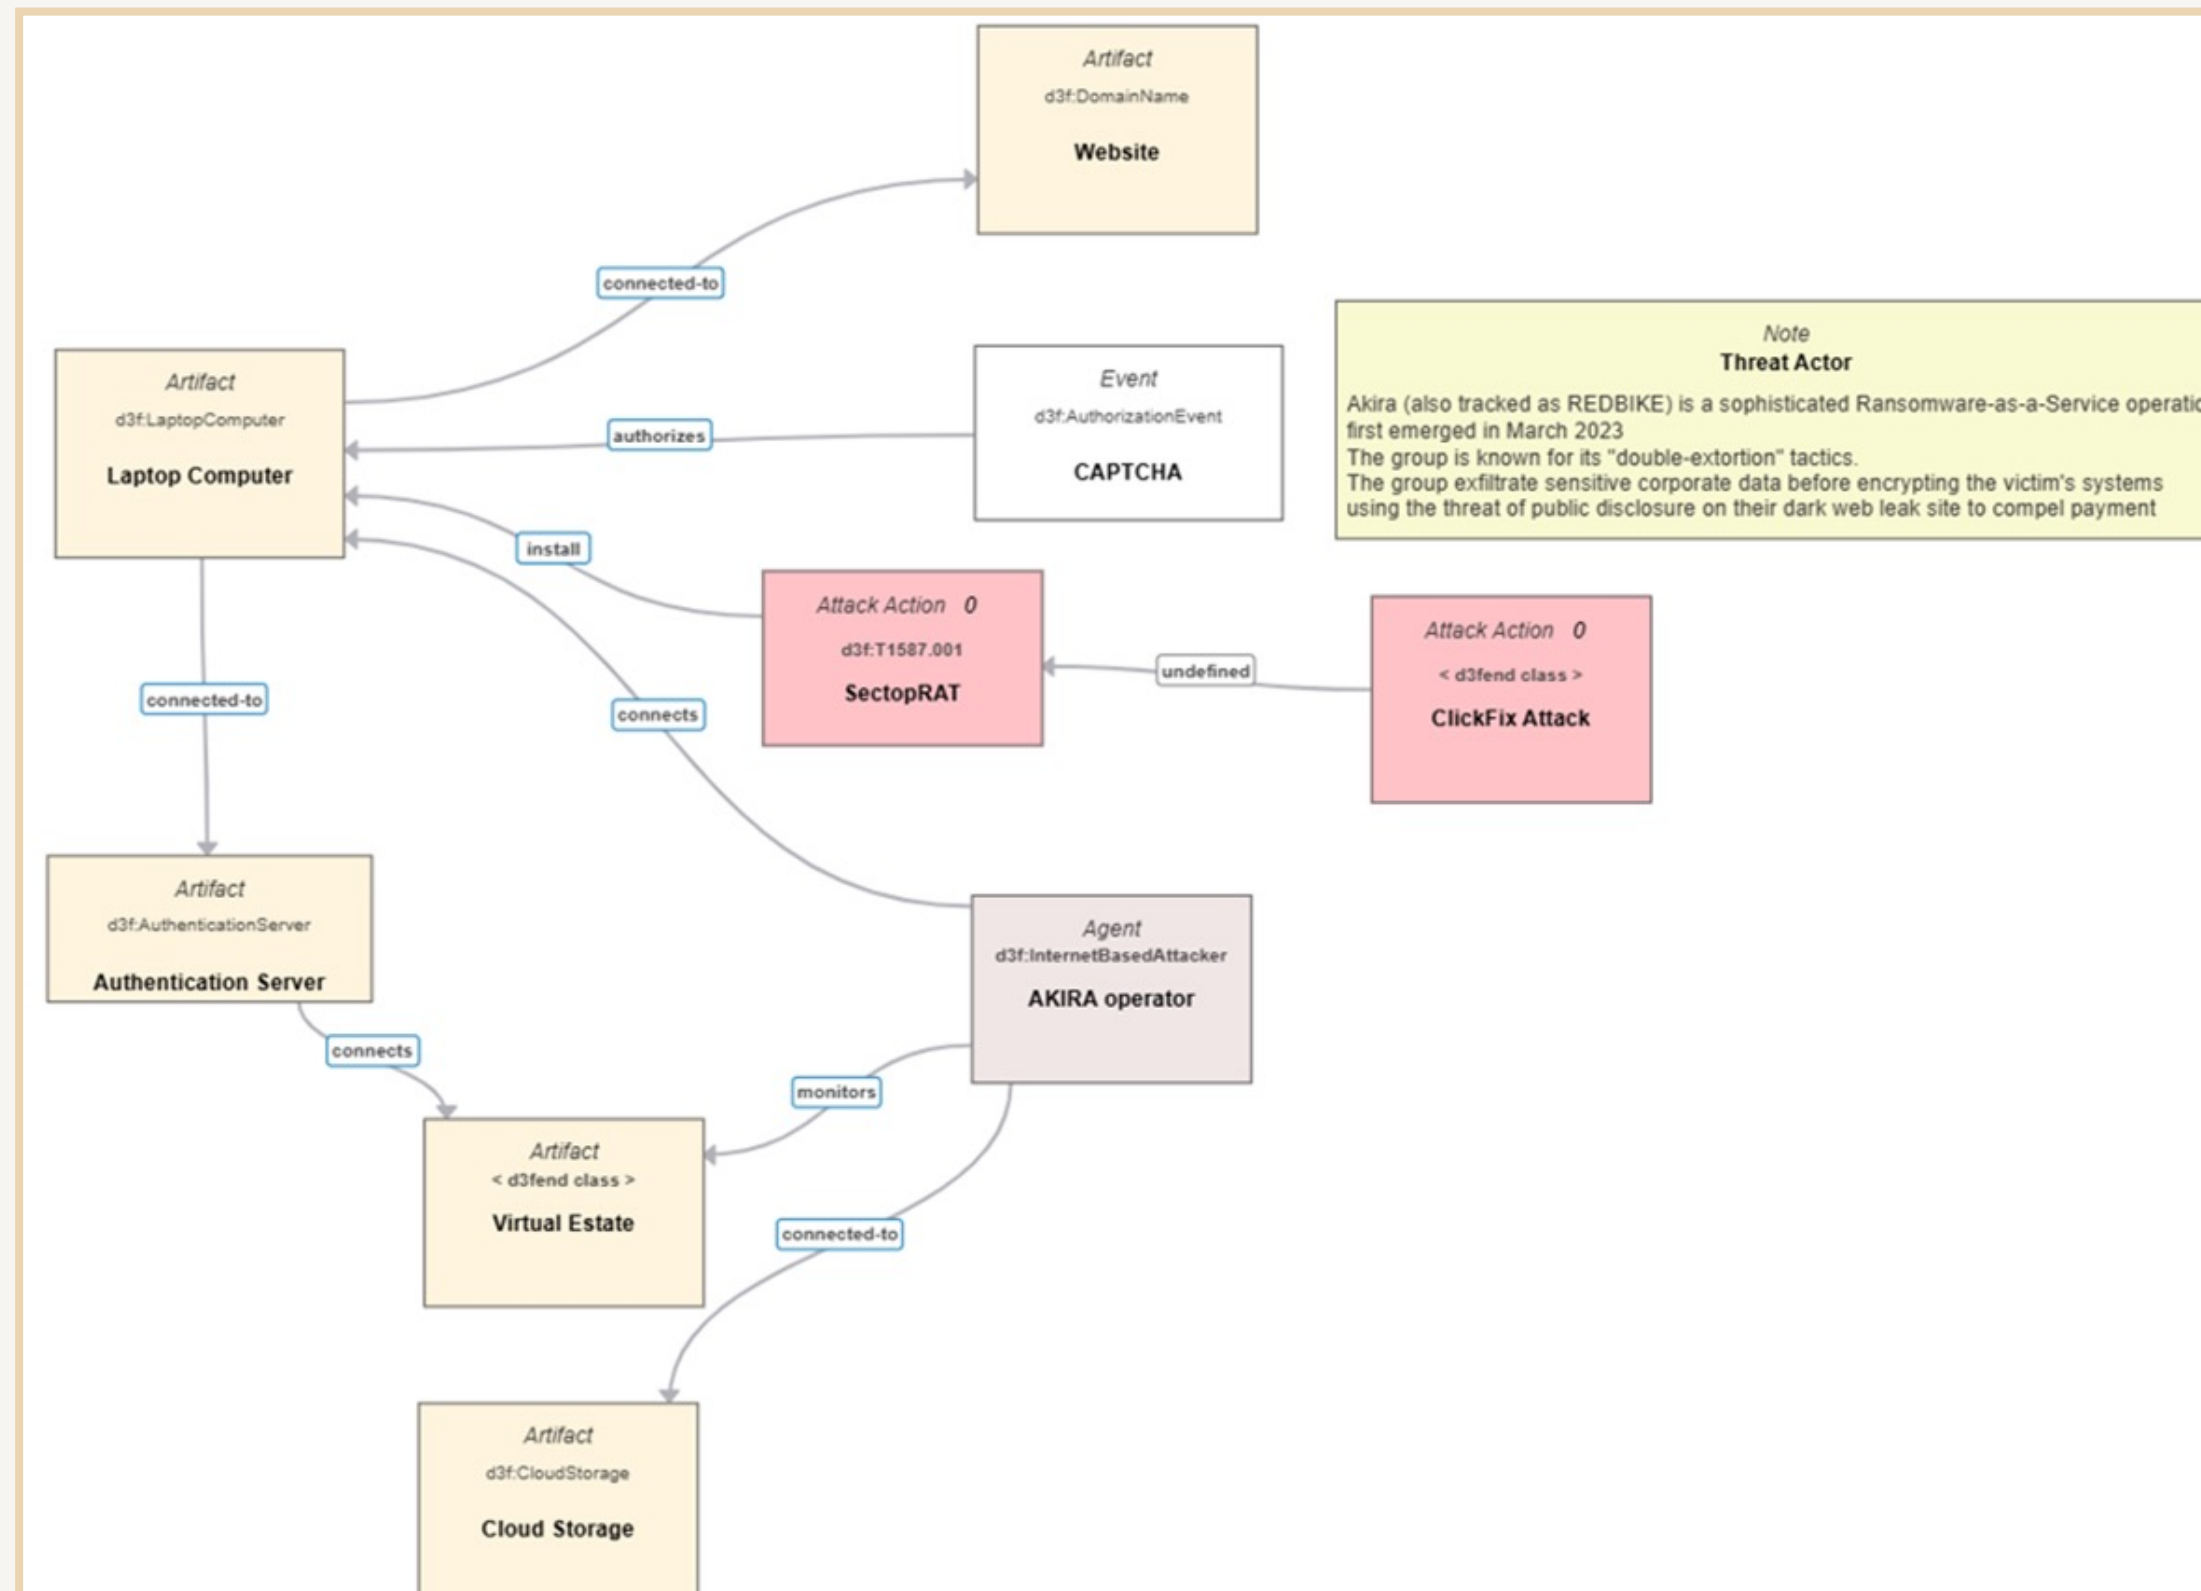 Artifact
d3f:DomainName
Website
connected-to
Artifact
d3f:LaptopComputer
Laptop Computer
authorizes
Event
d3f:AuthorizationEvent
CAPTCHA
Note
Threat Actor
Akira (also tracked as REDBIKE) is a sophisticated Ransomware-as-a-Service
first emerged in March 2023
The group is known for its "double-extortion" tactics.
The group exfiltrate sensitive corporate data before encrypting the victim's systems
using the threat of public disclosure on their dark web leak site to compel payment
install
Attack Action 0
d3f:T1587.001
SectopRAT
undefined
Attack Action 0
< d3fend class >
ClickFix Attack
connected-to
connects
Artifact
d3f:AuthenticationServer
Authentication Server
Agent
d3f:InternetBasedAttacker
AKIRA operator
connects
monitors
Artifact
< d3fend class >
Virtual Estate
connected-to
Artifact
d3f:CloudStorage
Cloud Storage